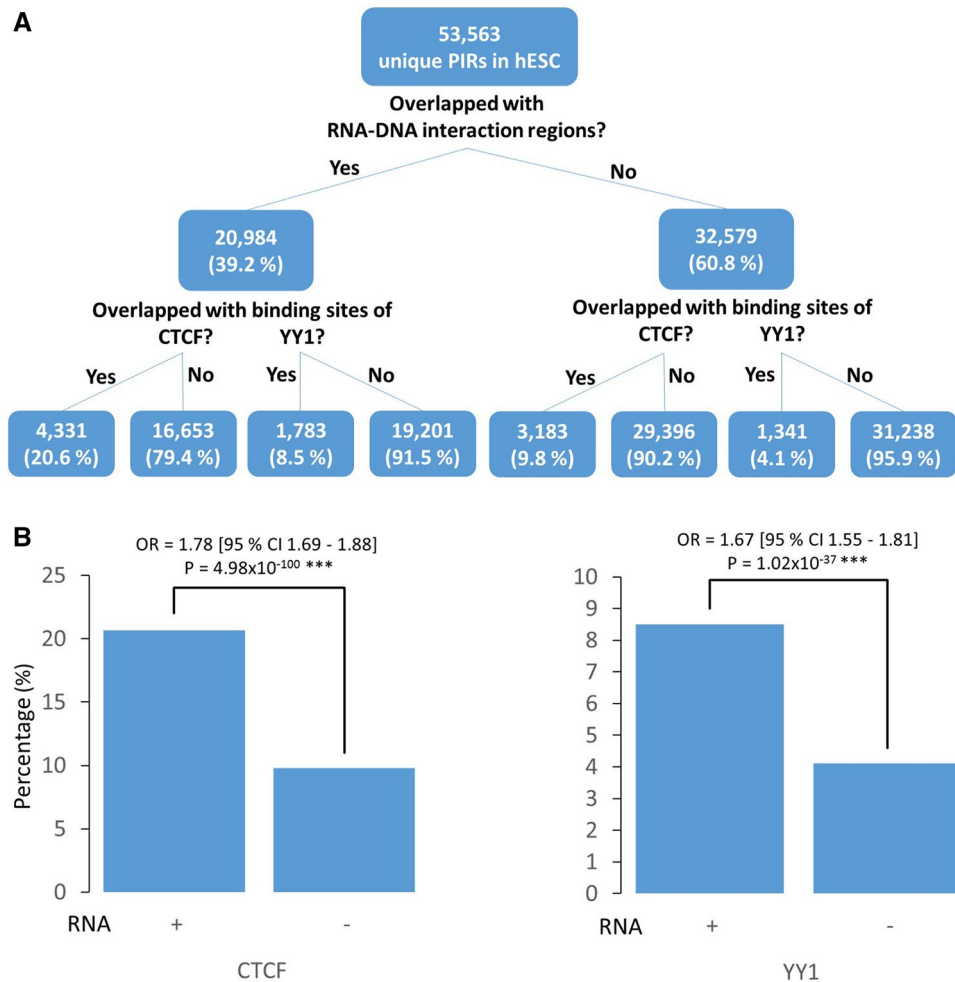 A
53,563
unique PIRs in hESC
Overlapped with
RNA-DNA interaction regions?
Yes
No
20,984
(39.2 %)
32,579
(60.8 %)
Overlapped with binding sites of
CTCF? YY1?
Overlapped with binding sites of
CTCF? YY1?
Yes No Yes No
Yes No Yes No
4,331
(20.6 %)
16,653
(79.4 %)
1,783
(8.5 %)
19,201
(91.5 %)
3,183
(9.8 %)
29,396
(90.2 %)
1,341
(4.1 %)
31,238
(95.9 %)
B
OR = 1.78 [95 % CI 1.69 - 1.88]
P = 4.98x10⁻¹⁰⁰ ***
Percentage (%)
25
20
15
10
5
0
RNA + -
CTCF
OR = 1.67 [95 % CI 1.55 - 1.81]
P = 1.02x10⁻³⁷ ***
10
9
8
7
6
5
4
3
2
1
0
RNA + -
YY1